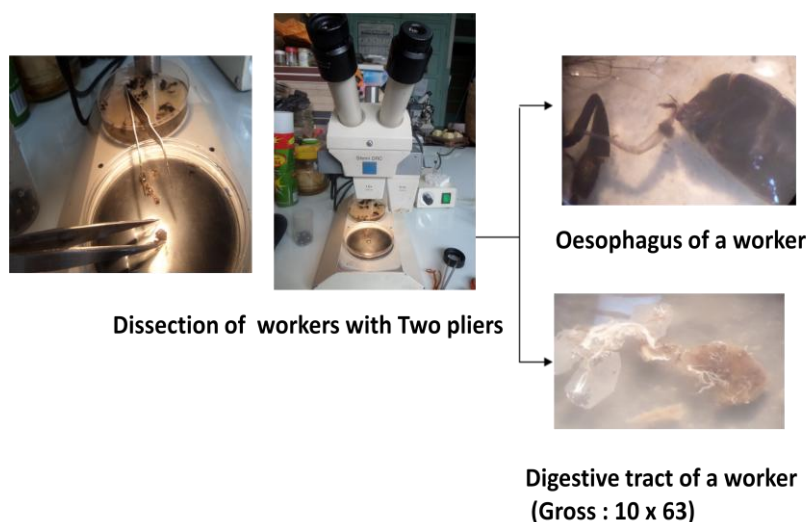 Oesophagus of a worker
Dissection of  workers with Two pliers
Digestive tract of a worker
(Gross : 10 x 63)